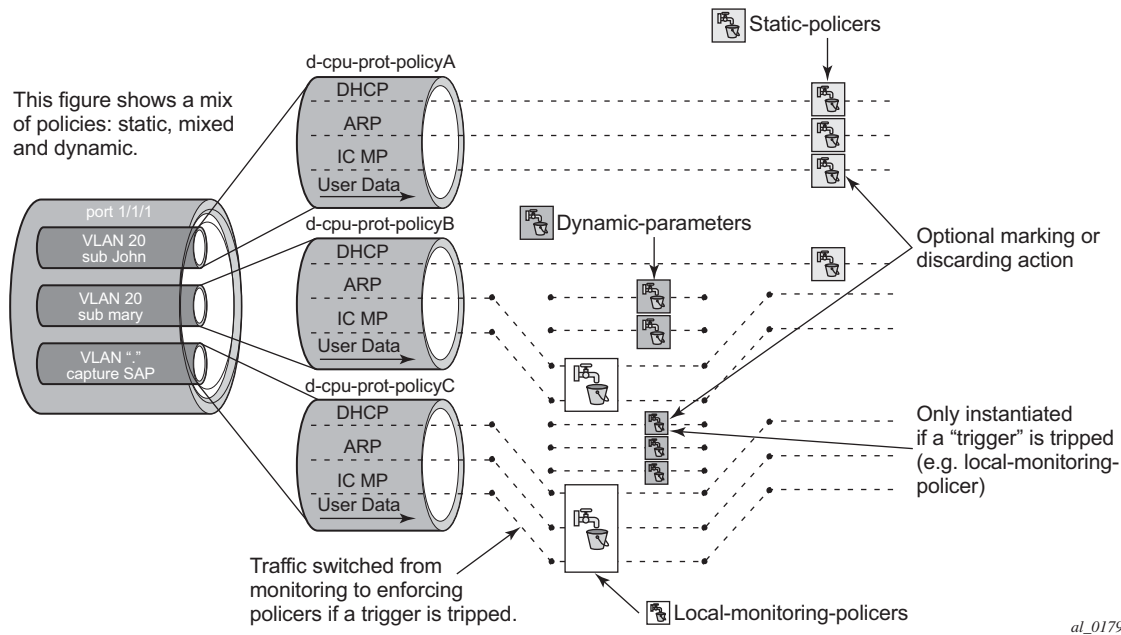 Static-policers
d-cpu-prot-policyA
DHCP
ARP
IC MP
User Data
This figure shows a mix
of policies: static, mixed
and dynamic.
port 1/1/1
VLAN 20
sub John
VLAN 20
sub mary
VLAN “.”
capture SAP
d-cpu-prot-policyB
DHCP
ARP
IC MP
User Data
Dynamic-parameters
Optional marking or
discarding action
d-cpu-prot-policyC
DHCP
ARP
IC MP
User Data
Only instantiated
if a “trigger” is tripped
(e.g. local-monitoring-
policer)
Traffic switched from
monitoring to enforcing
policers if a trigger is tripped.
Local-monitoring-policers
al_0179